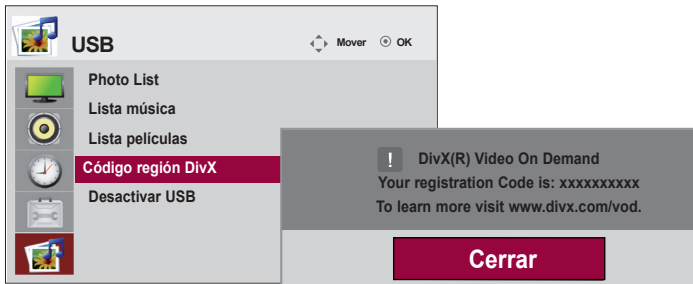 USB
Mover OK
Photo List
Lista música
Lista películas
Código región DivX
Desactivar USB
! DivX(R) Video On Demand
Your registration Code is: xxxxxxxxxx
To learn more visit www.divx.com/vod.
Cerrar